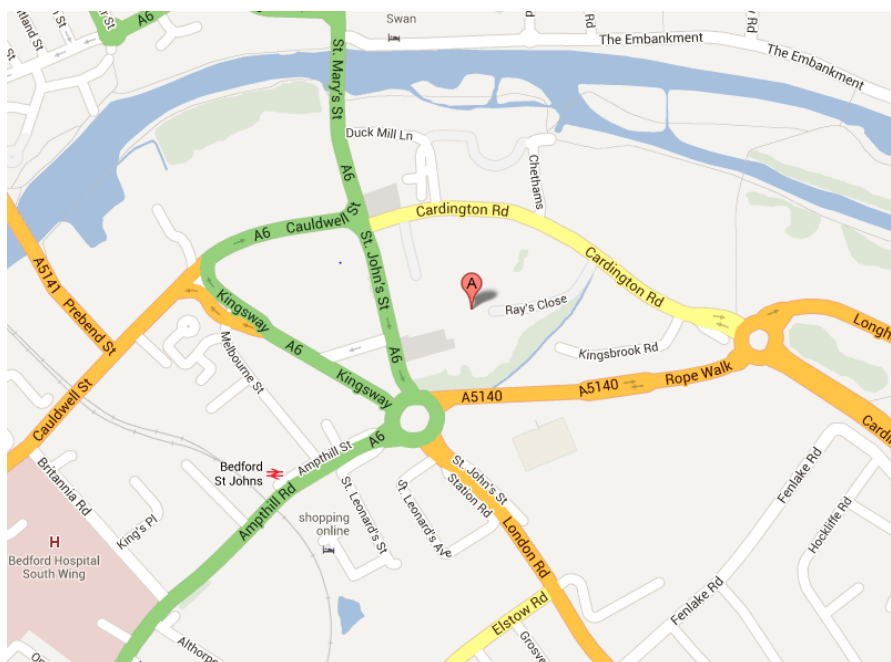 A6
Swan
Rd
The Embankment
The Embankment
St. Mary's St
Duck Mill Ln
Chethams
A6
A6
Cauldwell St
Cardington Rd
Cardington Rd
St. John's St
A6
A5141
Prebend St
Kingsway
A6
Kingsway
A
Ray's Close
Kingsbrook Rd
Melbourne St
Cauldwell St
A5140
A5140
Rope Walk
Bedford
St Johns
Ampthill St
A6
Ampthill Rd
St. Leonard's St
St. Leonard's Ave
St. John's St
Station Rd
London Rd
Britannia Rd
King's Pl
shopping
online
H
Bedford Hospital
South Wing
Fenlake Rd
Hockliffe Rd
Fenlake Rd
Elstow Rd